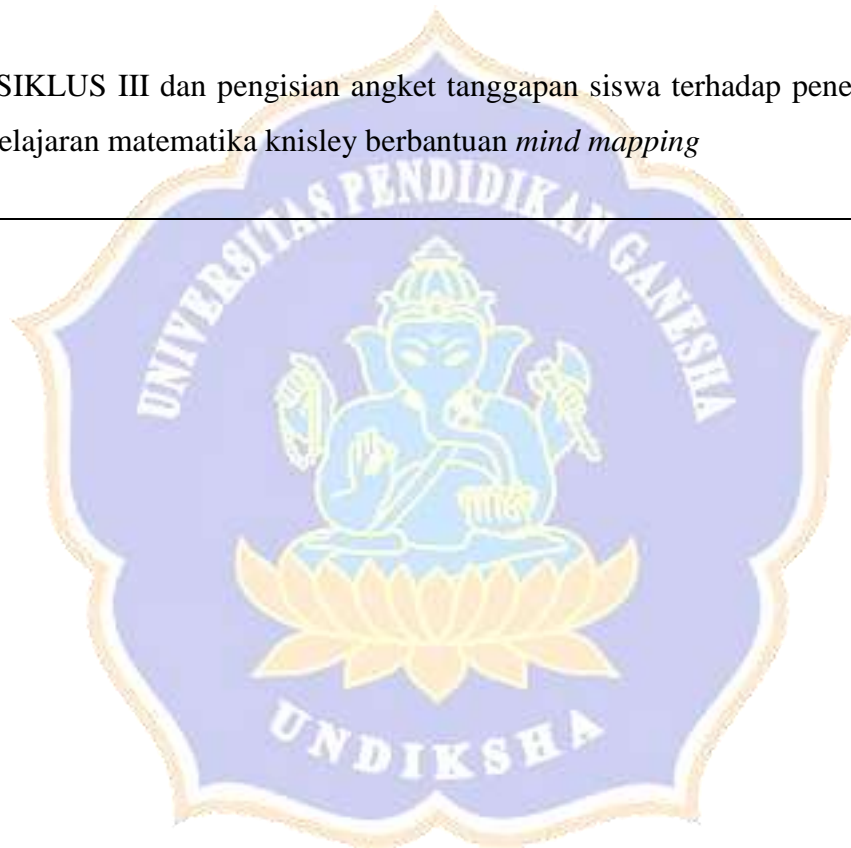 SIKLUS III dan pengisian angket tanggapan siswa terhadap pene
elajaran matematika knisley berbantuan mind mapping
UNIVERSITAS PENDIDIKAN GANESHA
UNDIKSHA